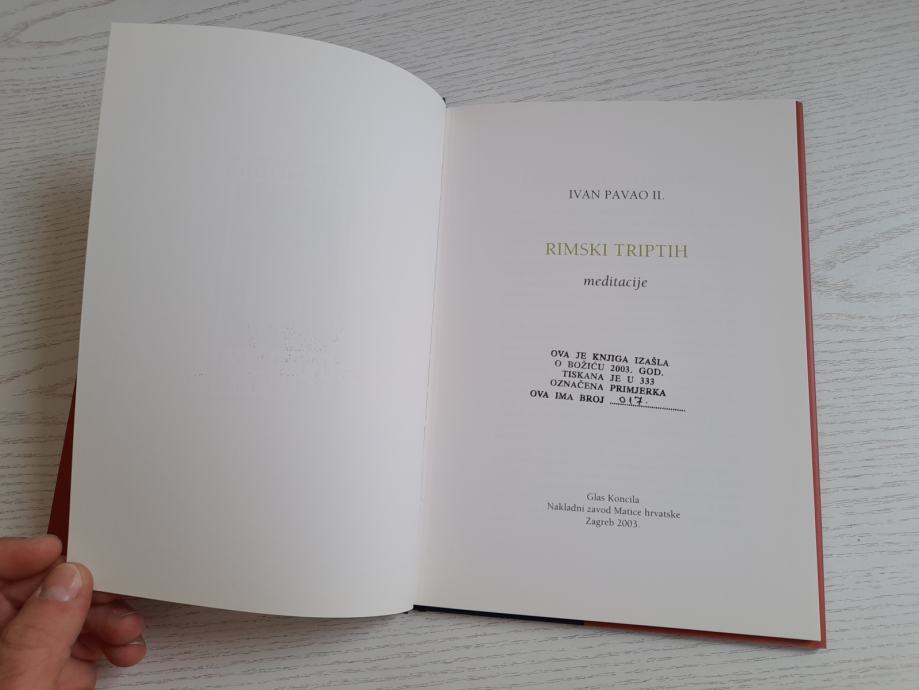 IVAN PAVAO II.
RIMSKI TRIPTIH
meditacije
OVA JE KNJIGA IZAŠLA
O BOŽIĆU 2003. GOD.
TISKANA JE U 333
OZNAČENA PRIMJERKA
OVA IMA BROJ 017.
Glas Koncila
Nakladni zavod Matice hrvatske
Zagreb 2003.